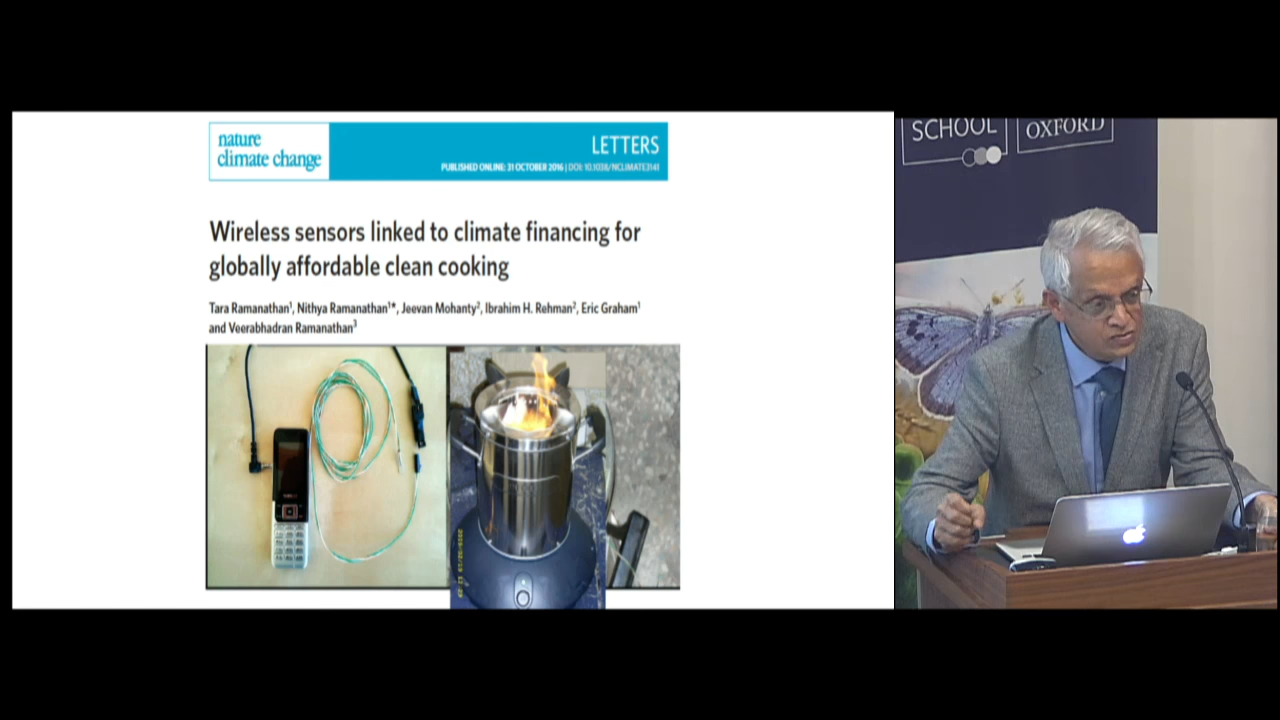 nature
climate change
LETTERS
PUBLISHED ONLINE: 31 OCTOBER 2016 | DOI: 10.1038/NCLIMATE3141
Wireless sensors linked to climate financing for
globally affordable clean cooking
Tara Ramanathan¹, Nithya Ramanathan¹*, Jeevan Mohanty², Ibrahim H. Rehman², Eric Graham¹
and Veerabhadran Ramanathan³
SCHOOL
OXFORD